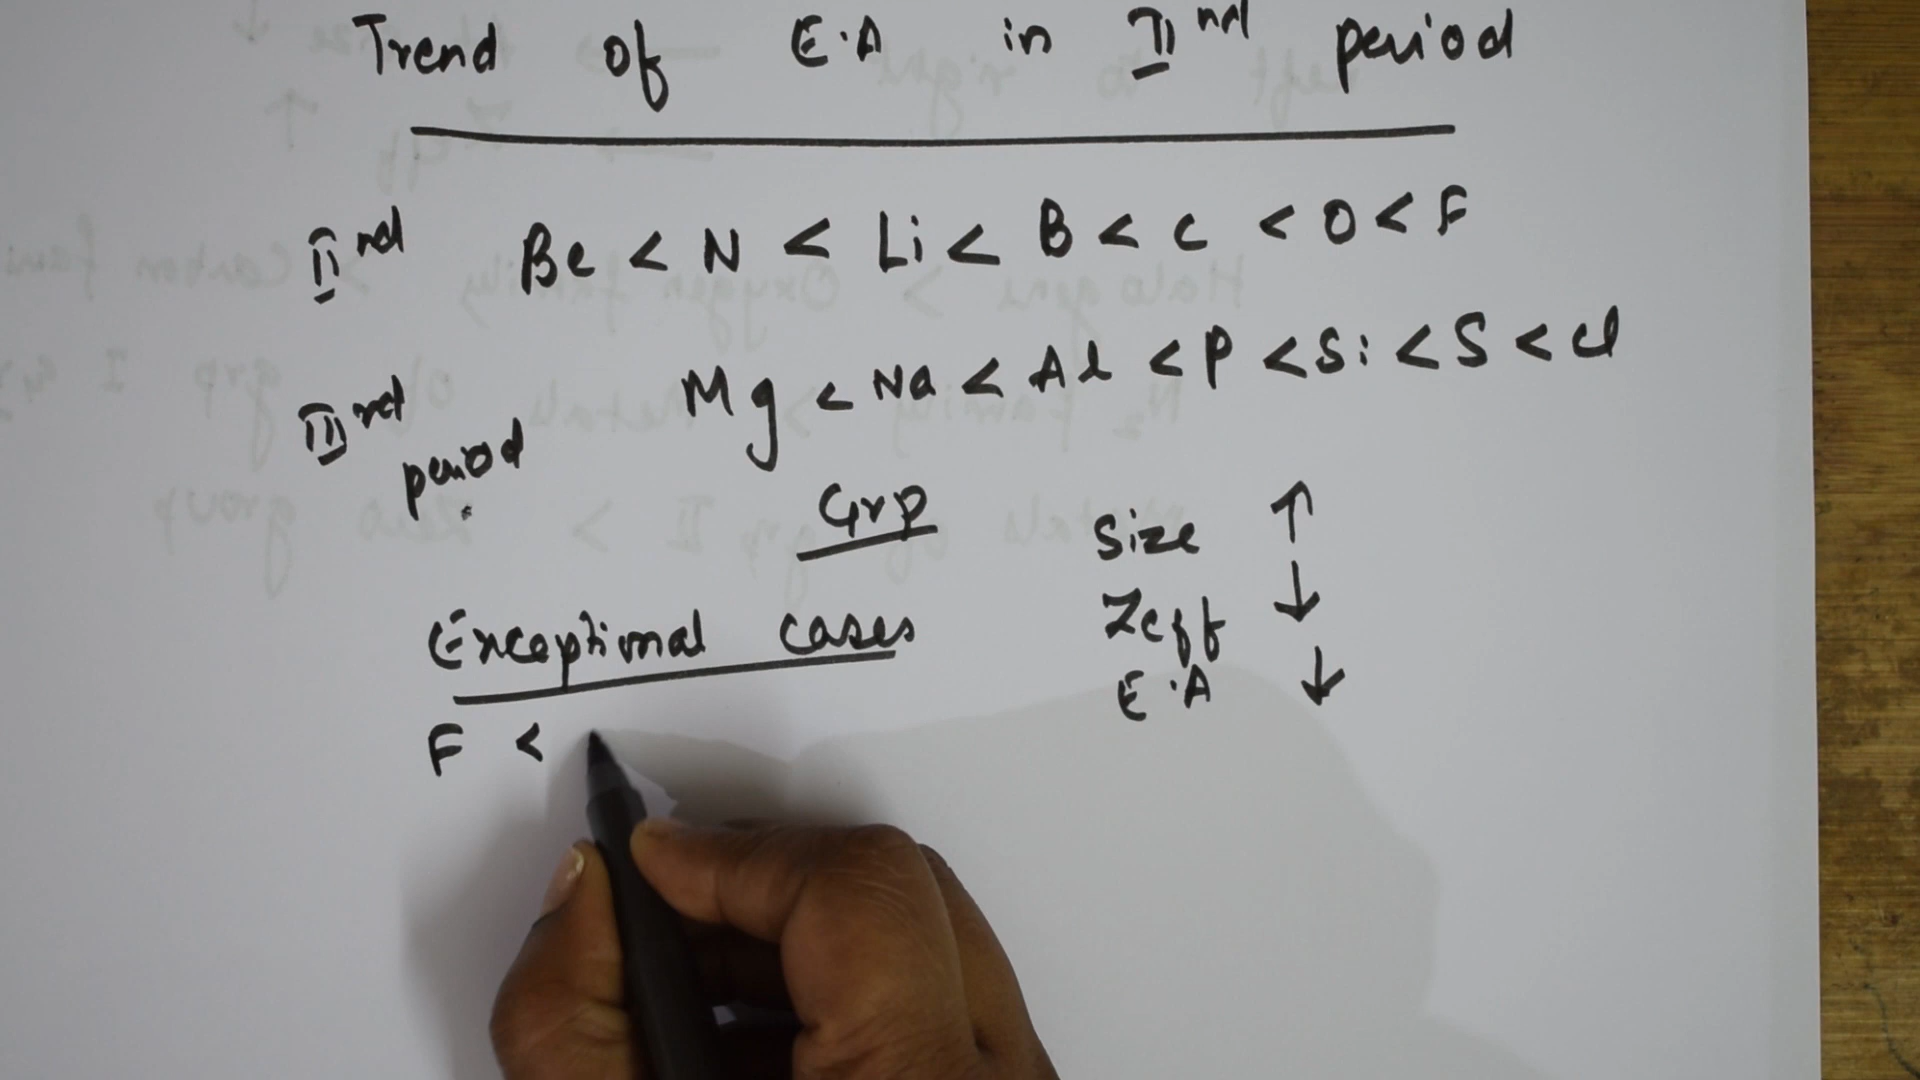 Trend of E.A in IInd period
IInd Be < N < Li < B < C < O < F
IIIrd period Mg < Na < Al < P < Si < S < Cl
Grp
Size ↑
Exceptional cases
Zeff ↓
E.A ↓
F <